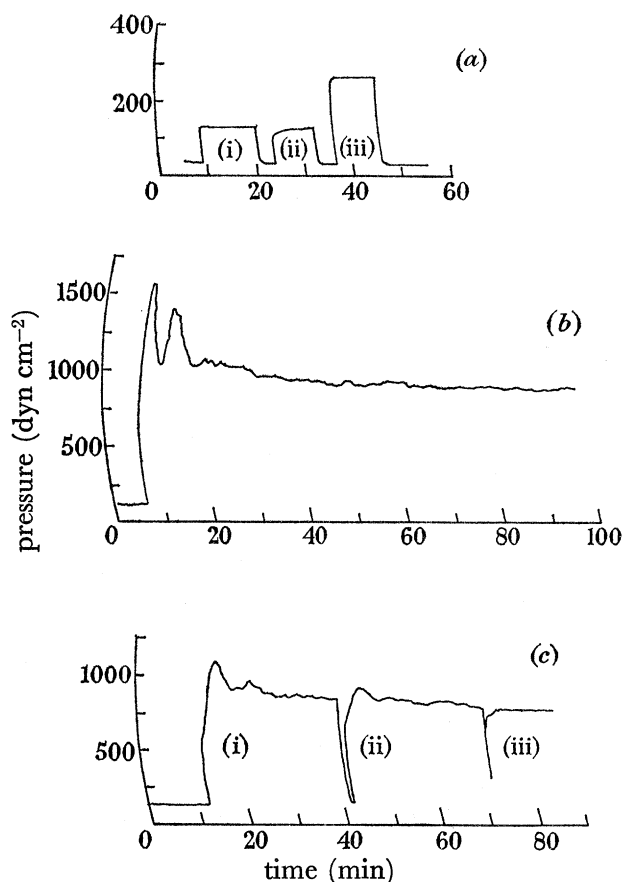 400
(a)
200
(i) (ii) (iii)
0
0 20 40 60
1500
(b)
1000
500
0 20 40 60 80 100
pressure (dyn cm⁻²)
(c)
1000
500
(i) (ii) (iii)
0 20 40 60 80
time (min)